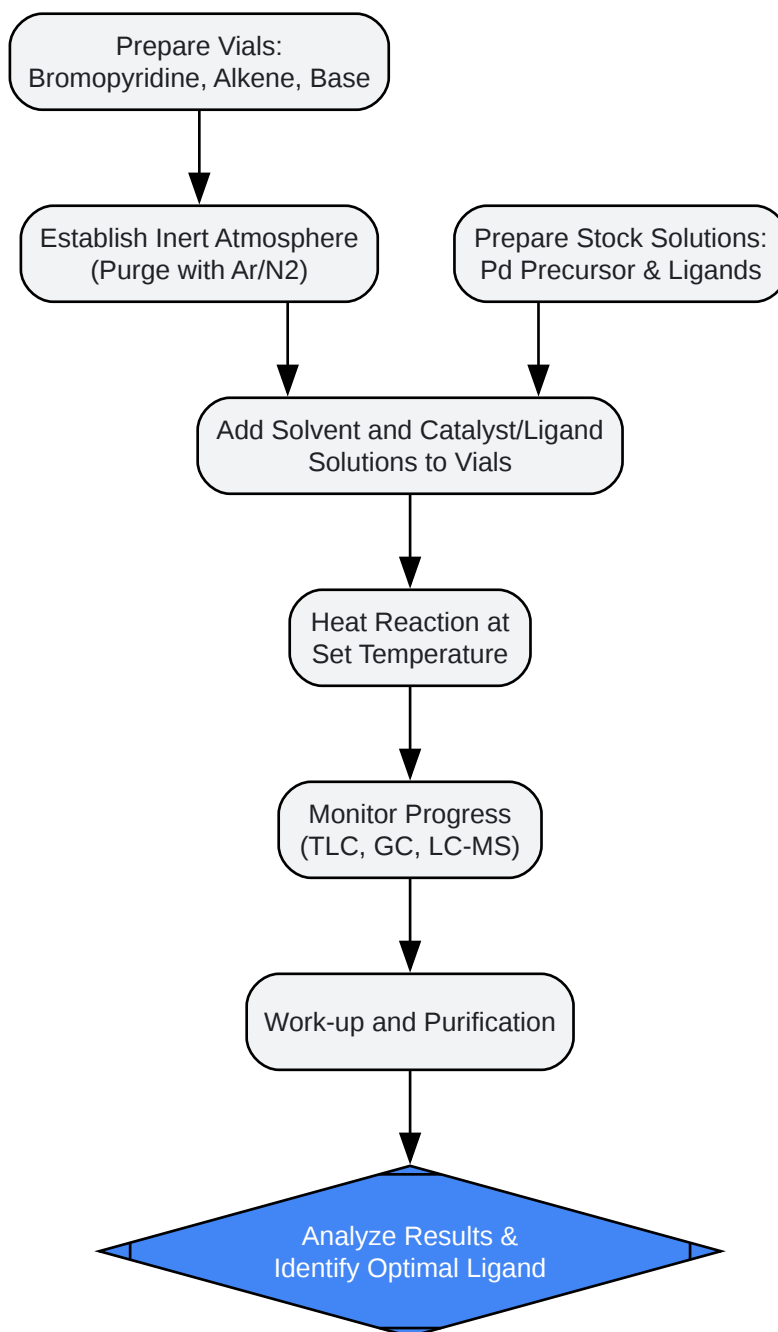 Prepare Vials:
Bromopyridine, Alkene, Base
Establish Inert Atmosphere
(Purge with Ar/N2)
Prepare Stock Solutions:
Pd Precursor & Ligands
Add Solvent and Catalyst/Ligand
Solutions to Vials
Heat Reaction at
Set Temperature
Monitor Progress
(TLC, GC, LC-MS)
Work-up and Purification
Analyze Results &
Identify Optimal Ligand